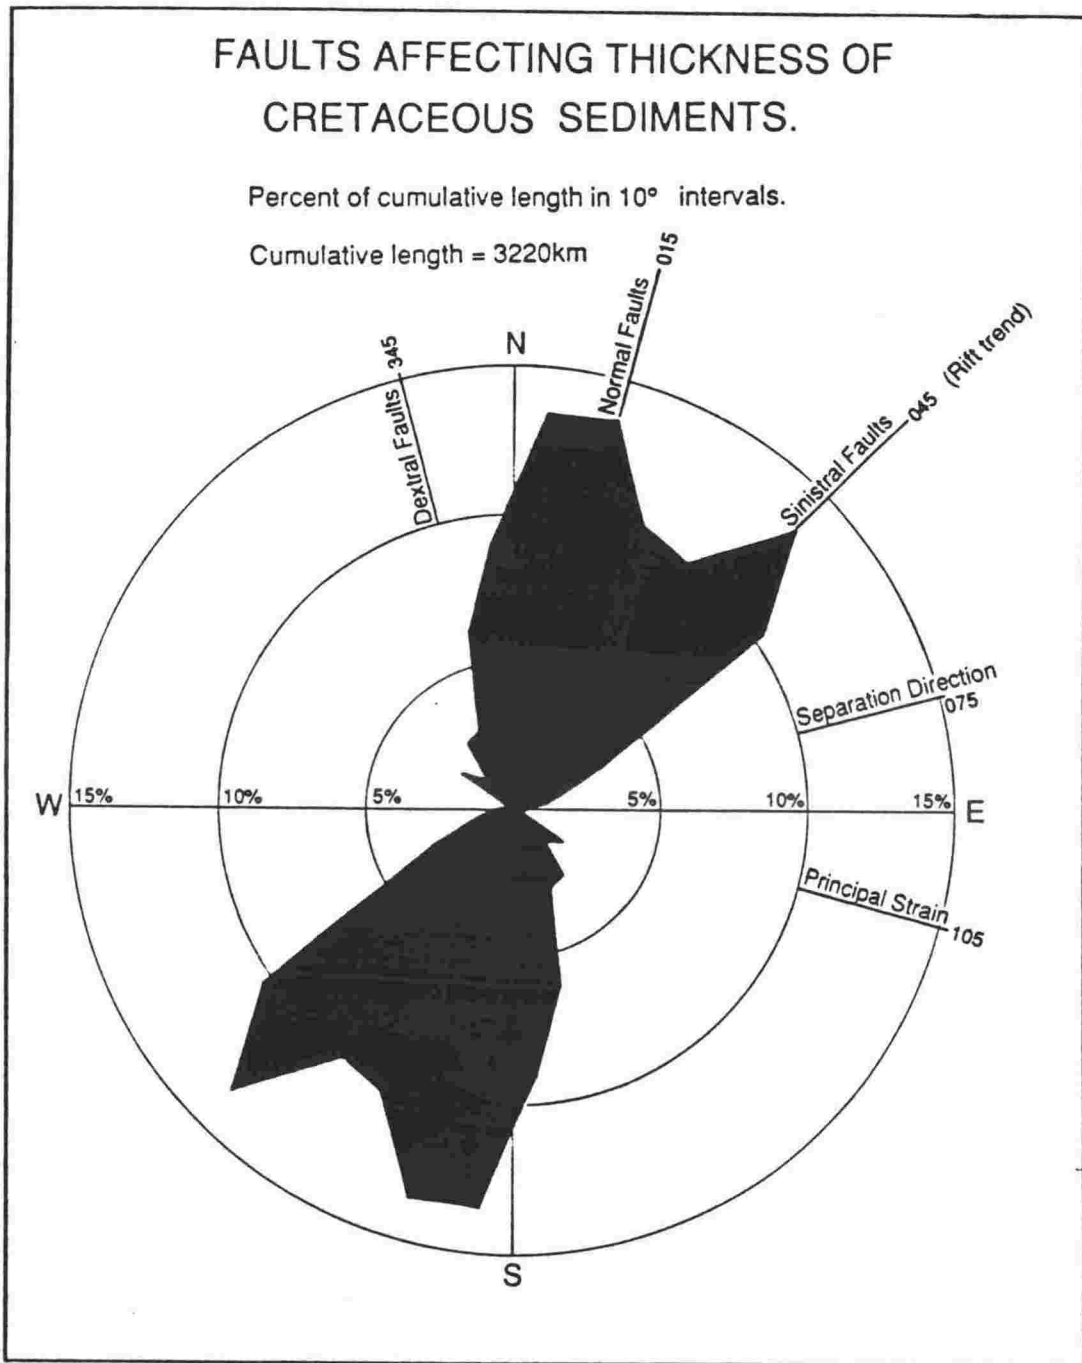 FAULTS AFFECTING THICKNESS OF
CRETACEOUS SEDIMENTS.
Percent of cumulative length in 10° intervals.
Cumulative length = 3220km
Normal Faults 015
N
Dextral Faults 345
Sinistral Faults 045 (Rift trend)
Separation Direction
075
W 15% 10% 5% 5% 10% 15% E
Principal Strain 105
S